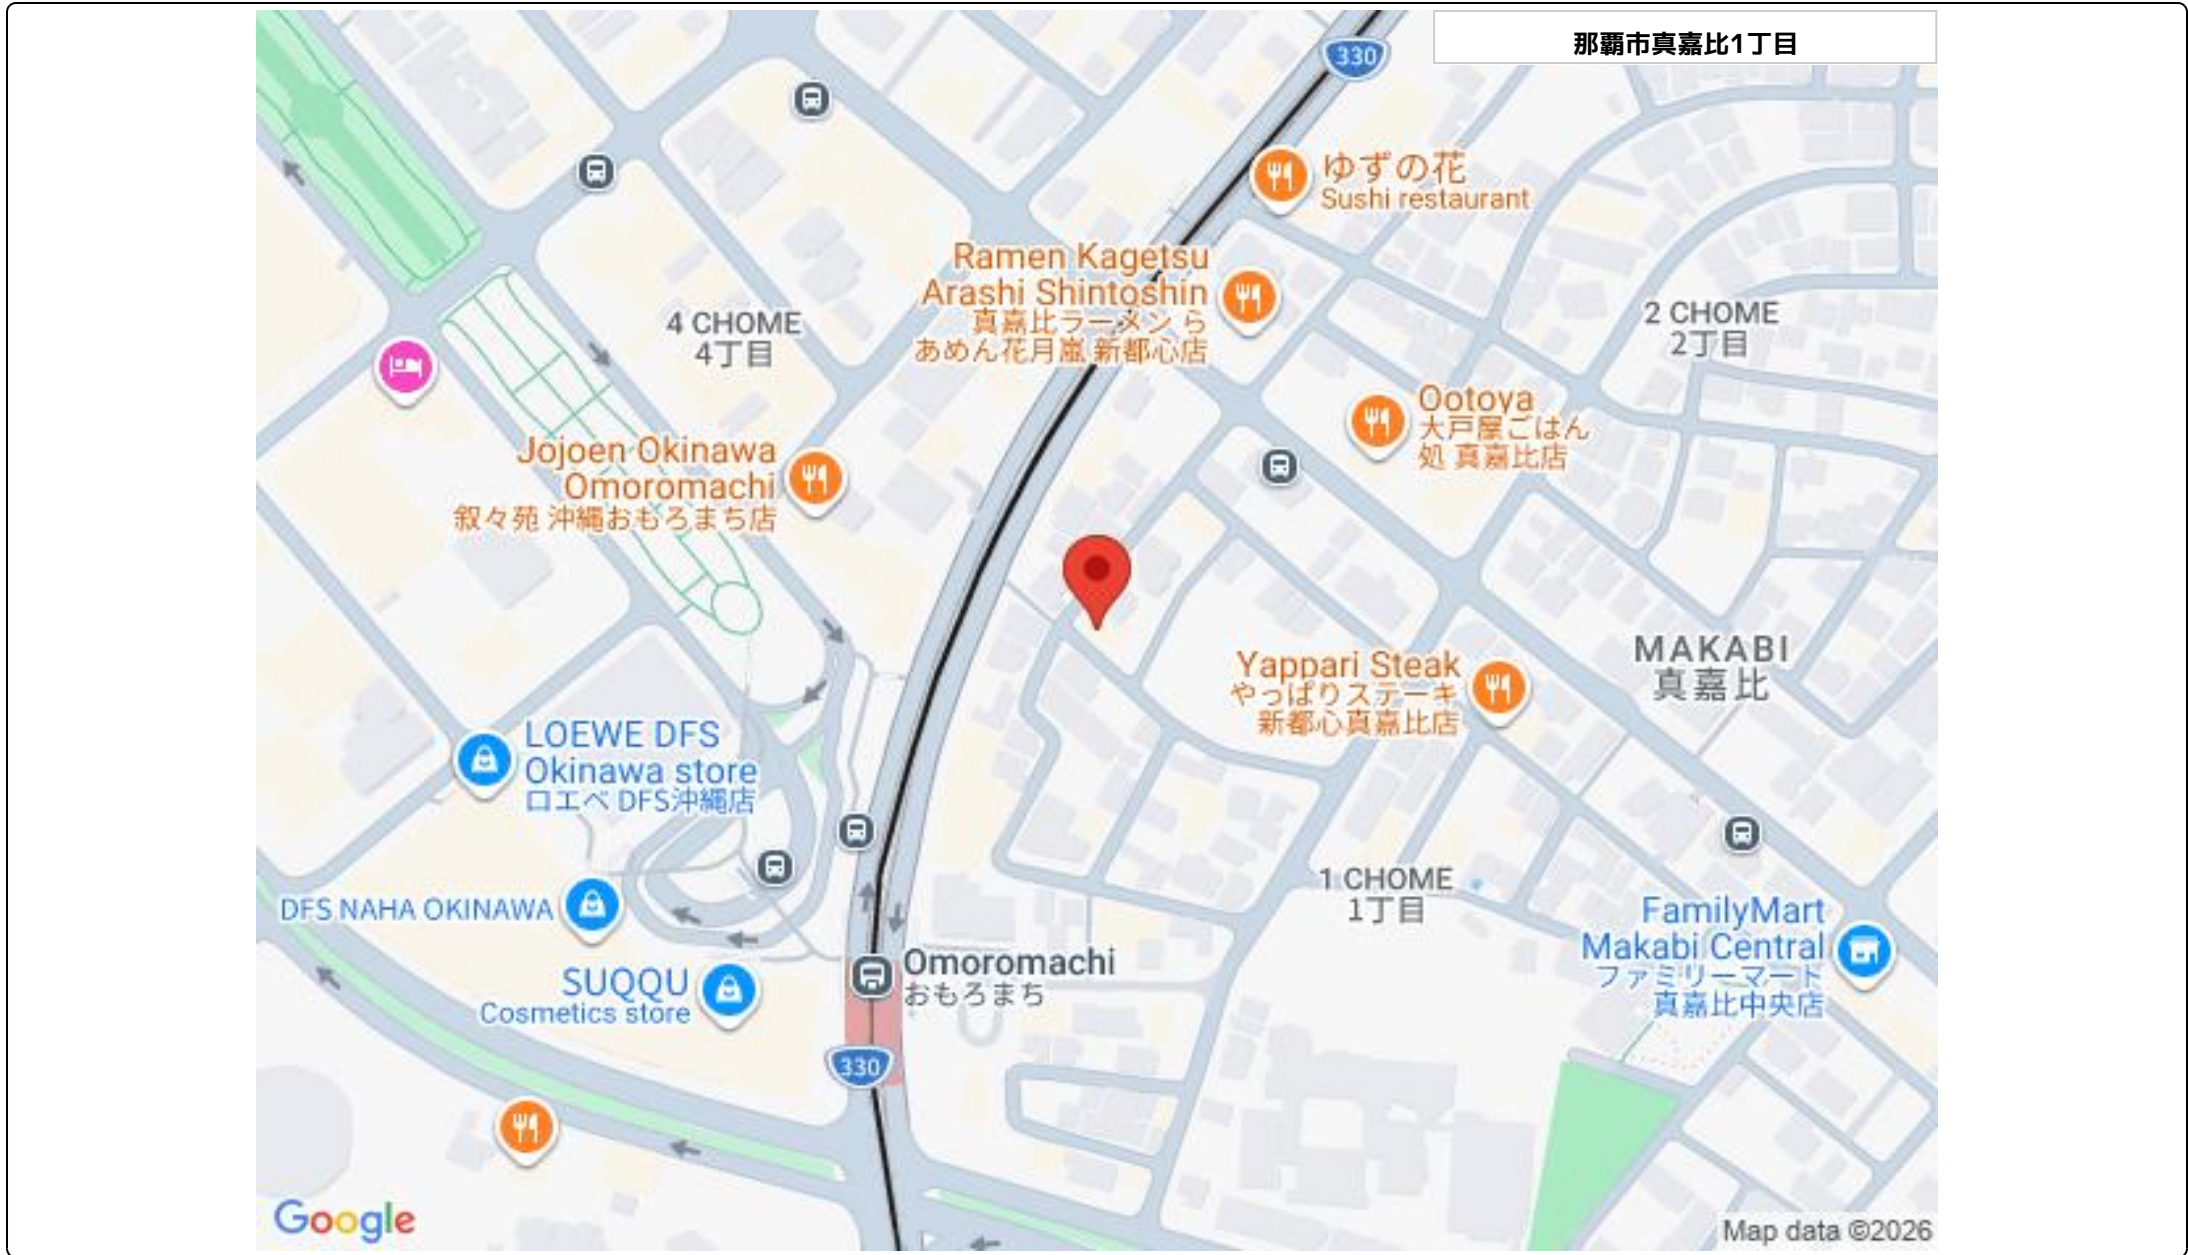 那覇市真嘉比1丁目
330
ゆずの花
Sushi restaurant
Ramen Kagetsu
Arashi Shintoshin
真嘉比ラーメン ら
あめん花月嵐 新都心店
4 CHOME
4丁目
2 CHOME
2丁目
Ootoya
大戸屋ごはん
処 真嘉比店
Jojoen Okinawa
Omoromachi
叙々苑 沖縄おもろまち店
MAKABI
真嘉比
Yappari Steak
やっぱりステーキ
新都心真嘉比店
LOEWE DFS
Okinawa store
ロエベ DFS沖縄店
1 CHOME
1丁目
DFS NAHA OKINAWA
FamilyMart
Makabi Central
ファミリーマート
真嘉比中央店
Omoromachi
おもろまち
SUQQU
Cosmetics store
330
Google
Map data ©2026